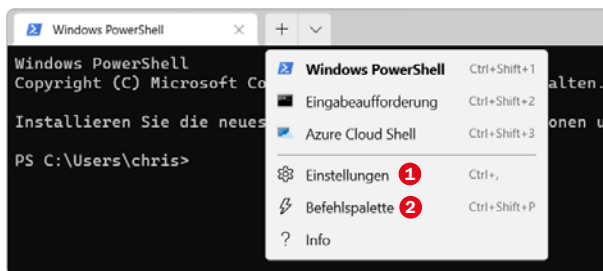 Windows PowerShell
Windows PowerShell
Copyright (C) Microsoft Co
alten.
Installieren Sie die neues
onen u
PS C:\Users\chris>
Windows PowerShell Ctrl+Shift+1
Eingabeaufforderung Ctrl+Shift+2
Azure Cloud Shell Ctrl+Shift+3
Einstellungen 1 Ctrl+,
Befehlspalette 2 Ctrl+Shift+P
Info